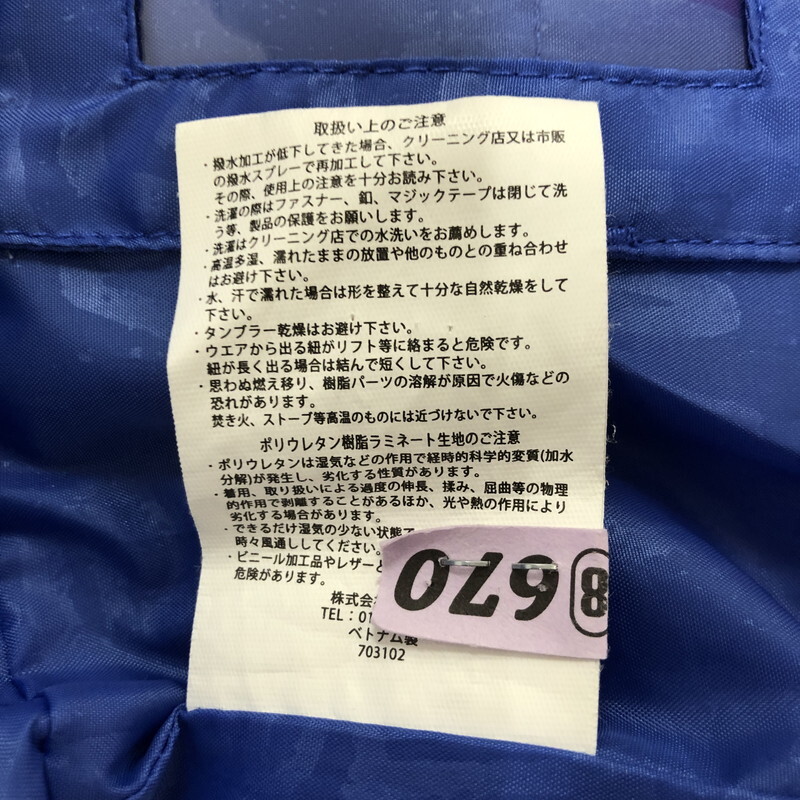 取扱い上のご注意
・撥水加工が低下してきた場合、クリーニング店又は市販
の撥水スプレーで再加工して下さい。
その際、使用上の注意を十分お読み下さい。
・洗濯の際はファスナー、釦、マジックテープは閉じて洗
う等、製品の保護をお願いします。
・洗濯はクリーニング店での水洗いをお薦めします。
・高温多湿、濡れたままの放置や他のものとの重ね合わせ
はお避け下さい。
・水、汗で濡れた場合は形を整えて十分な自然乾燥をして
下さい。
・タンブラー乾燥はお避け下さい。
・ウエアから出る紐がリフト等に絡まると危険です。
紐が長く出る場合は結んで短くして下さい。
・思わぬ燃え移り、樹脂パーツの溶解が原因で火傷などの
恐れがあります。
焚き火、ストーブ等高温のものには近づけないで下さい。
ポリウレタン樹脂ラミネート生地のご注意
・ポリウレタンは湿気などの作用で経時的科学的変質(加水
分解)が発生し、劣化する性質があります。
・着用、取り扱いによる過度の伸長、揉み、屈曲等の物理
的作用で剥離することがあるほか、光や熱の作用により
劣化する場合があります。
・できるだけ湿気の少ない状態で
時々風通ししてください。
・ビニール加工品やレザーと
危険があります。
株式会社
TEL：01
ベトナム製
703102
⑧670